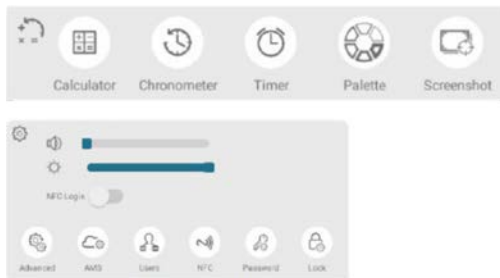 Calculator Chronometer Timer Palette Screenshot
NFC Login
Advanced AMS Users NFC Password Lock